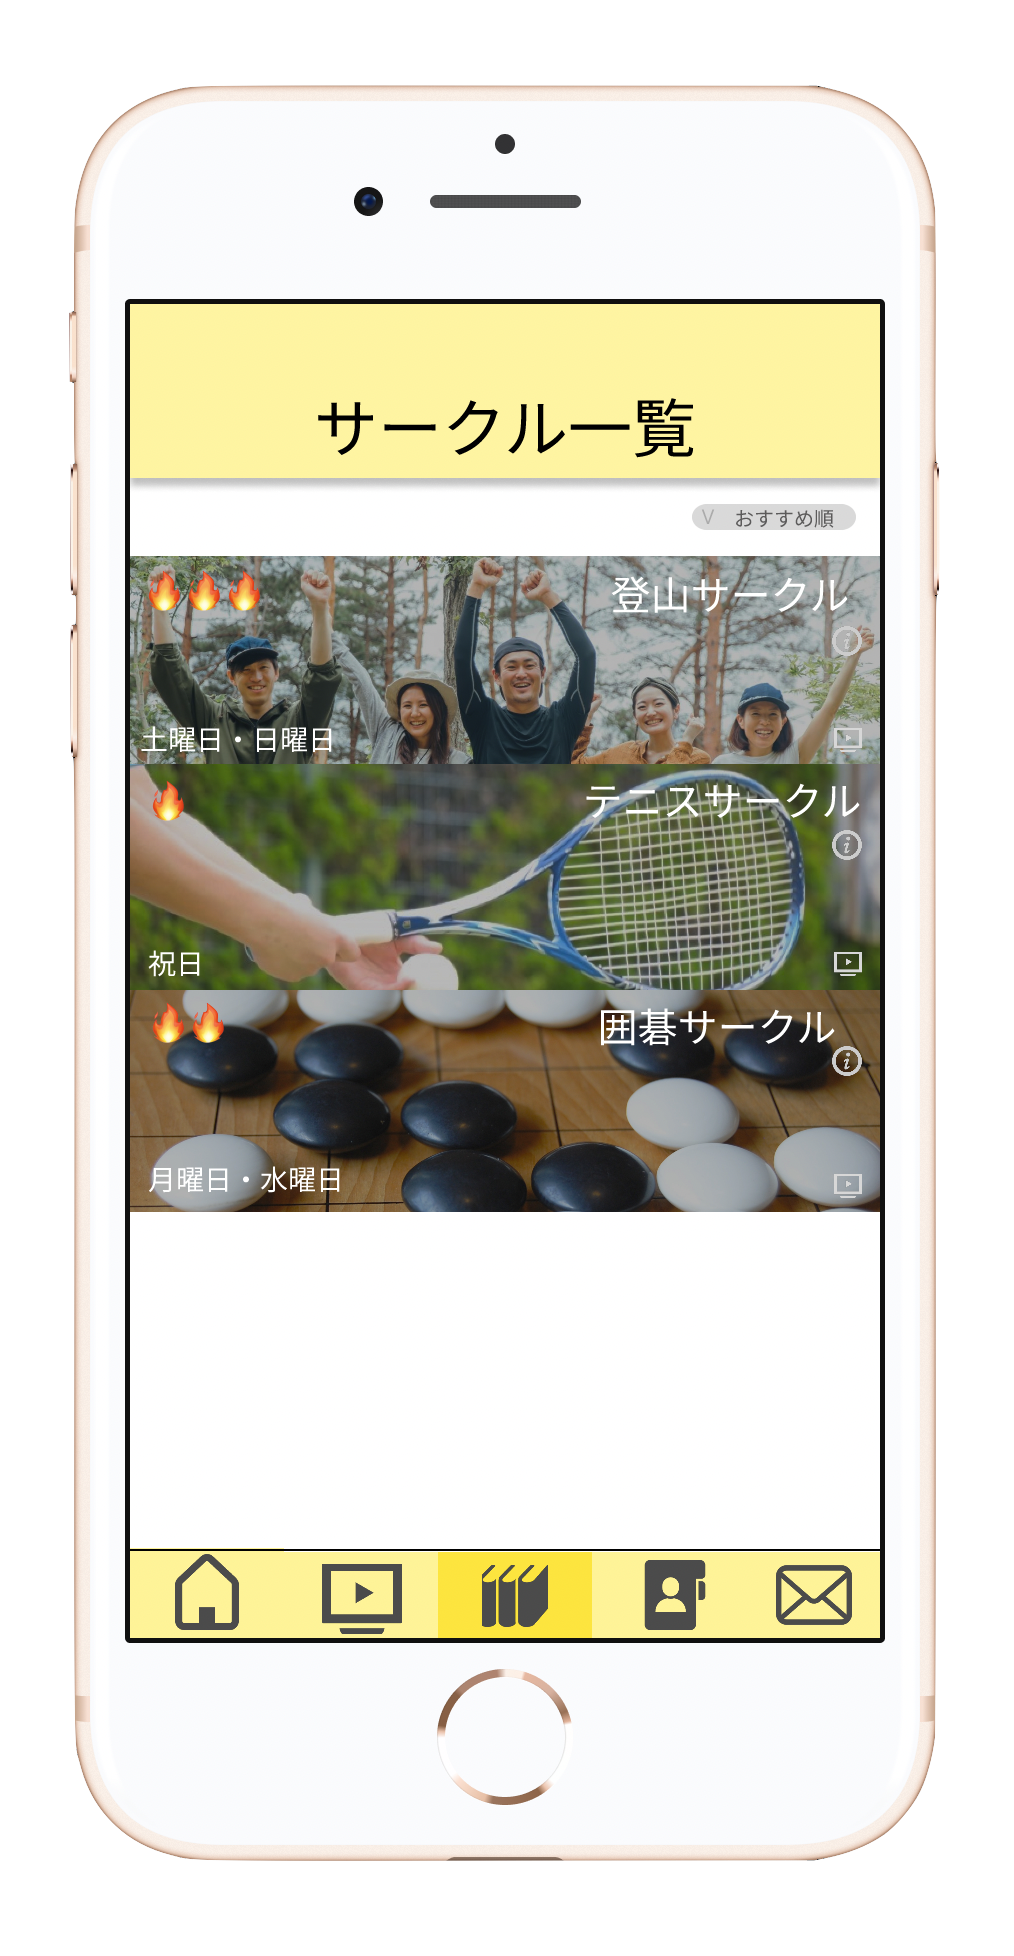 サークル一覧
V おすすめ順
🔥🔥🔥 登山サークル
土曜日・日曜日
🔥 テニスサークル
祝日
🔥🔥 囲碁サークル
月曜日・水曜日